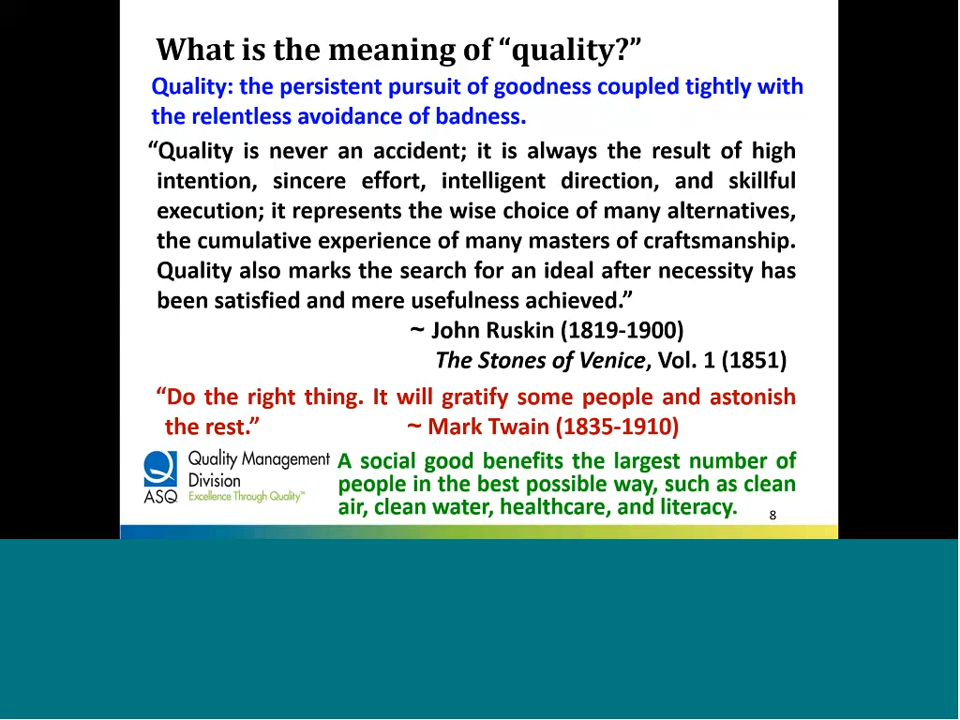 What is the meaning of “quality?”
Quality: the persistent pursuit of goodness coupled tightly with
the relentless avoidance of badness.
“Quality is never an accident; it is always the result of high
intention, sincere effort, intelligent direction, and skillful
execution; it represents the wise choice of many alternatives,
the cumulative experience of many masters of craftsmanship.
Quality also marks the search for an ideal after necessity has
been satisfied and mere usefulness achieved.”
~ John Ruskin (1819-1900)
The Stones of Venice, Vol. 1 (1851)
“Do the right thing. It will gratify some people and astonish
the rest.” ~ Mark Twain (1835-1910)
ASQ
Quality Management
Division
Excellence Through Quality™
A social good benefits the largest number of
people in the best possible way, such as clean
air, clean water, healthcare, and literacy.
8